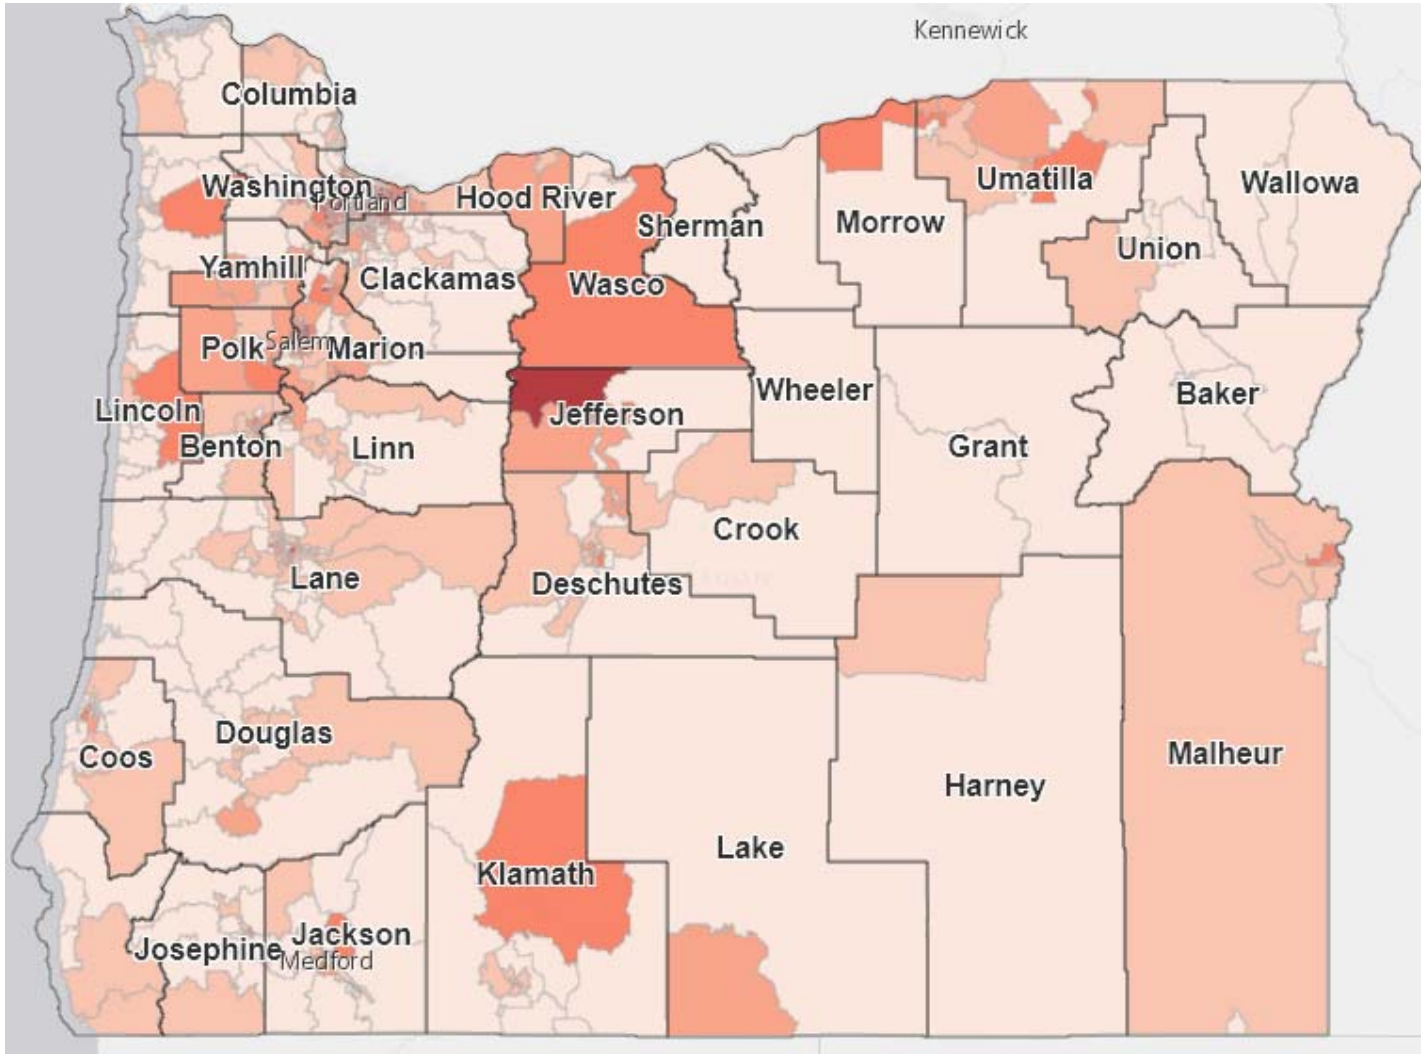 Kennewick
Columbia
Washington
Portland
Hood River
Umatilla
Wallowa
Sherman
Morrow
Union
Yamhill
Clackamas
Wasco
Polk
Salem
Marion
Wheeler
Baker
Lincoln
Jefferson
Benton
Linn
Grant
Crook
Lane
Deschutes
Douglas
Coos
Malheur
Harney
Lake
Klamath
Jackson
Josephine
Medford